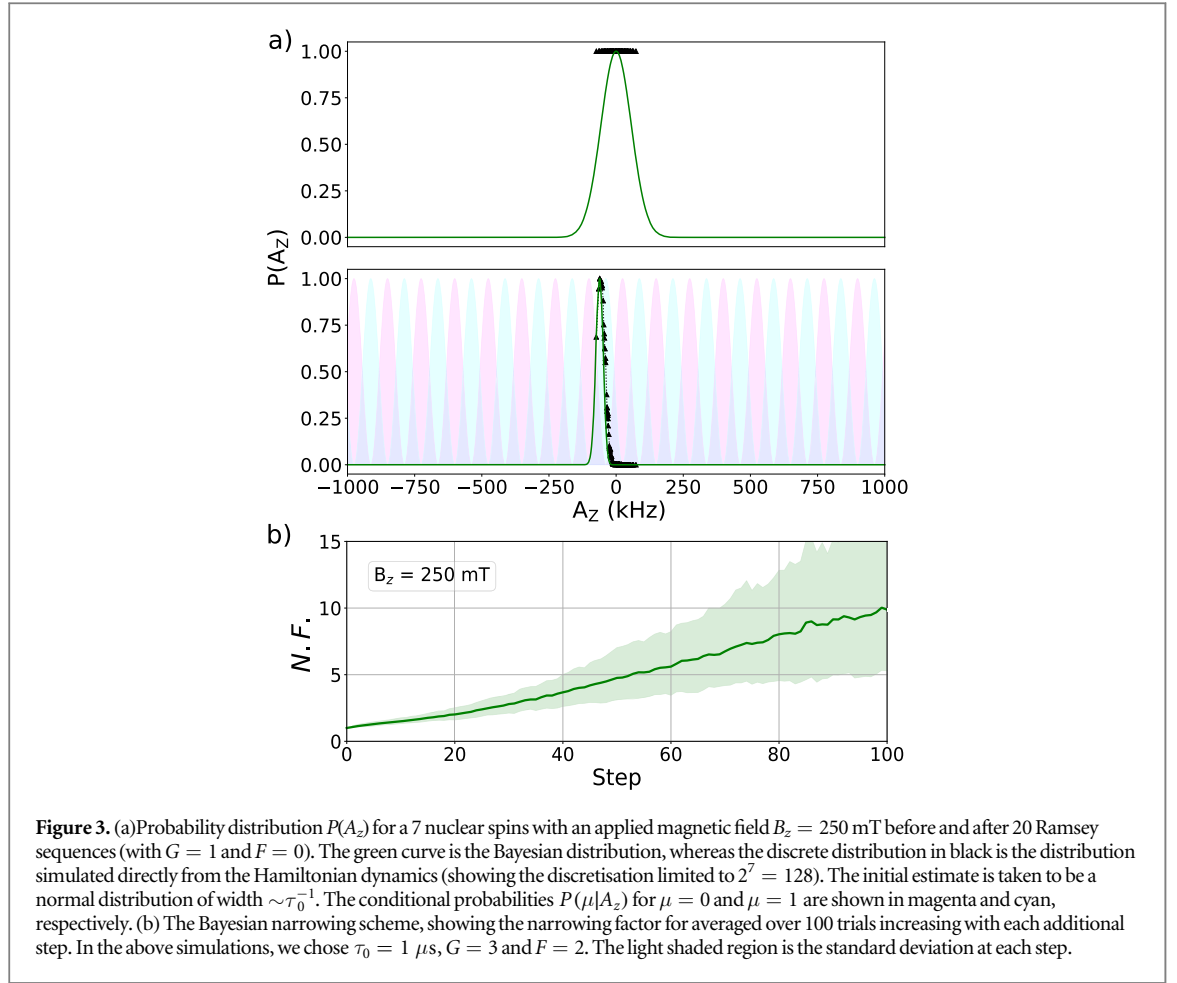 a)
1.00
0.75
0.50
0.25
0.00
P(A_Z)
1.00
0.75
0.50
0.25
0.00
−1000 −750 −500 −250 0 250 500 750 1000
A_Z (kHz)
b)
15
10
5
0
N. F.
B_z = 250 mT
0 20 40 60 80 100
Step
Figure 3. (a)Probability distribution P(A_z) for a 7 nuclear spins with an applied magnetic field B_z = 250 mT before and after 20 Ramsey
sequences (with G = 1 and F = 0). The green curve is the Bayesian distribution, whereas the discrete distribution in black is the distribution
simulated directly from the Hamiltonian dynamics (showing the discretisation limited to 2^7 = 128). The initial estimate is taken to be a
normal distribution of width ∼τ_0^{-1}. The conditional probabilities P(μ|A_z) for μ = 0 and μ = 1 are shown in magenta and cyan,
respectively. (b) The Bayesian narrowing scheme, showing the narrowing factor for averaged over 100 trials increasing with each additional
step. In the above simulations, we chose τ_0 = 1 μs, G = 3 and F = 2. The light shaded region is the standard deviation at each step.